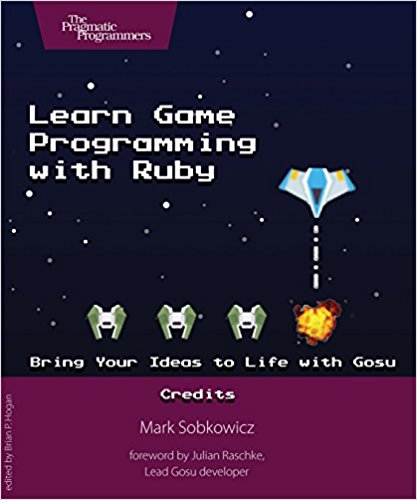 The
Pragmatic
Programmers
Learn Game
Programming
with Ruby
Bring Your Ideas to Life with Gosu
Credits
Mark Sobkowicz
foreword by Julian Raschke,
Lead Gosu developer
edited by Brian P. Hogan